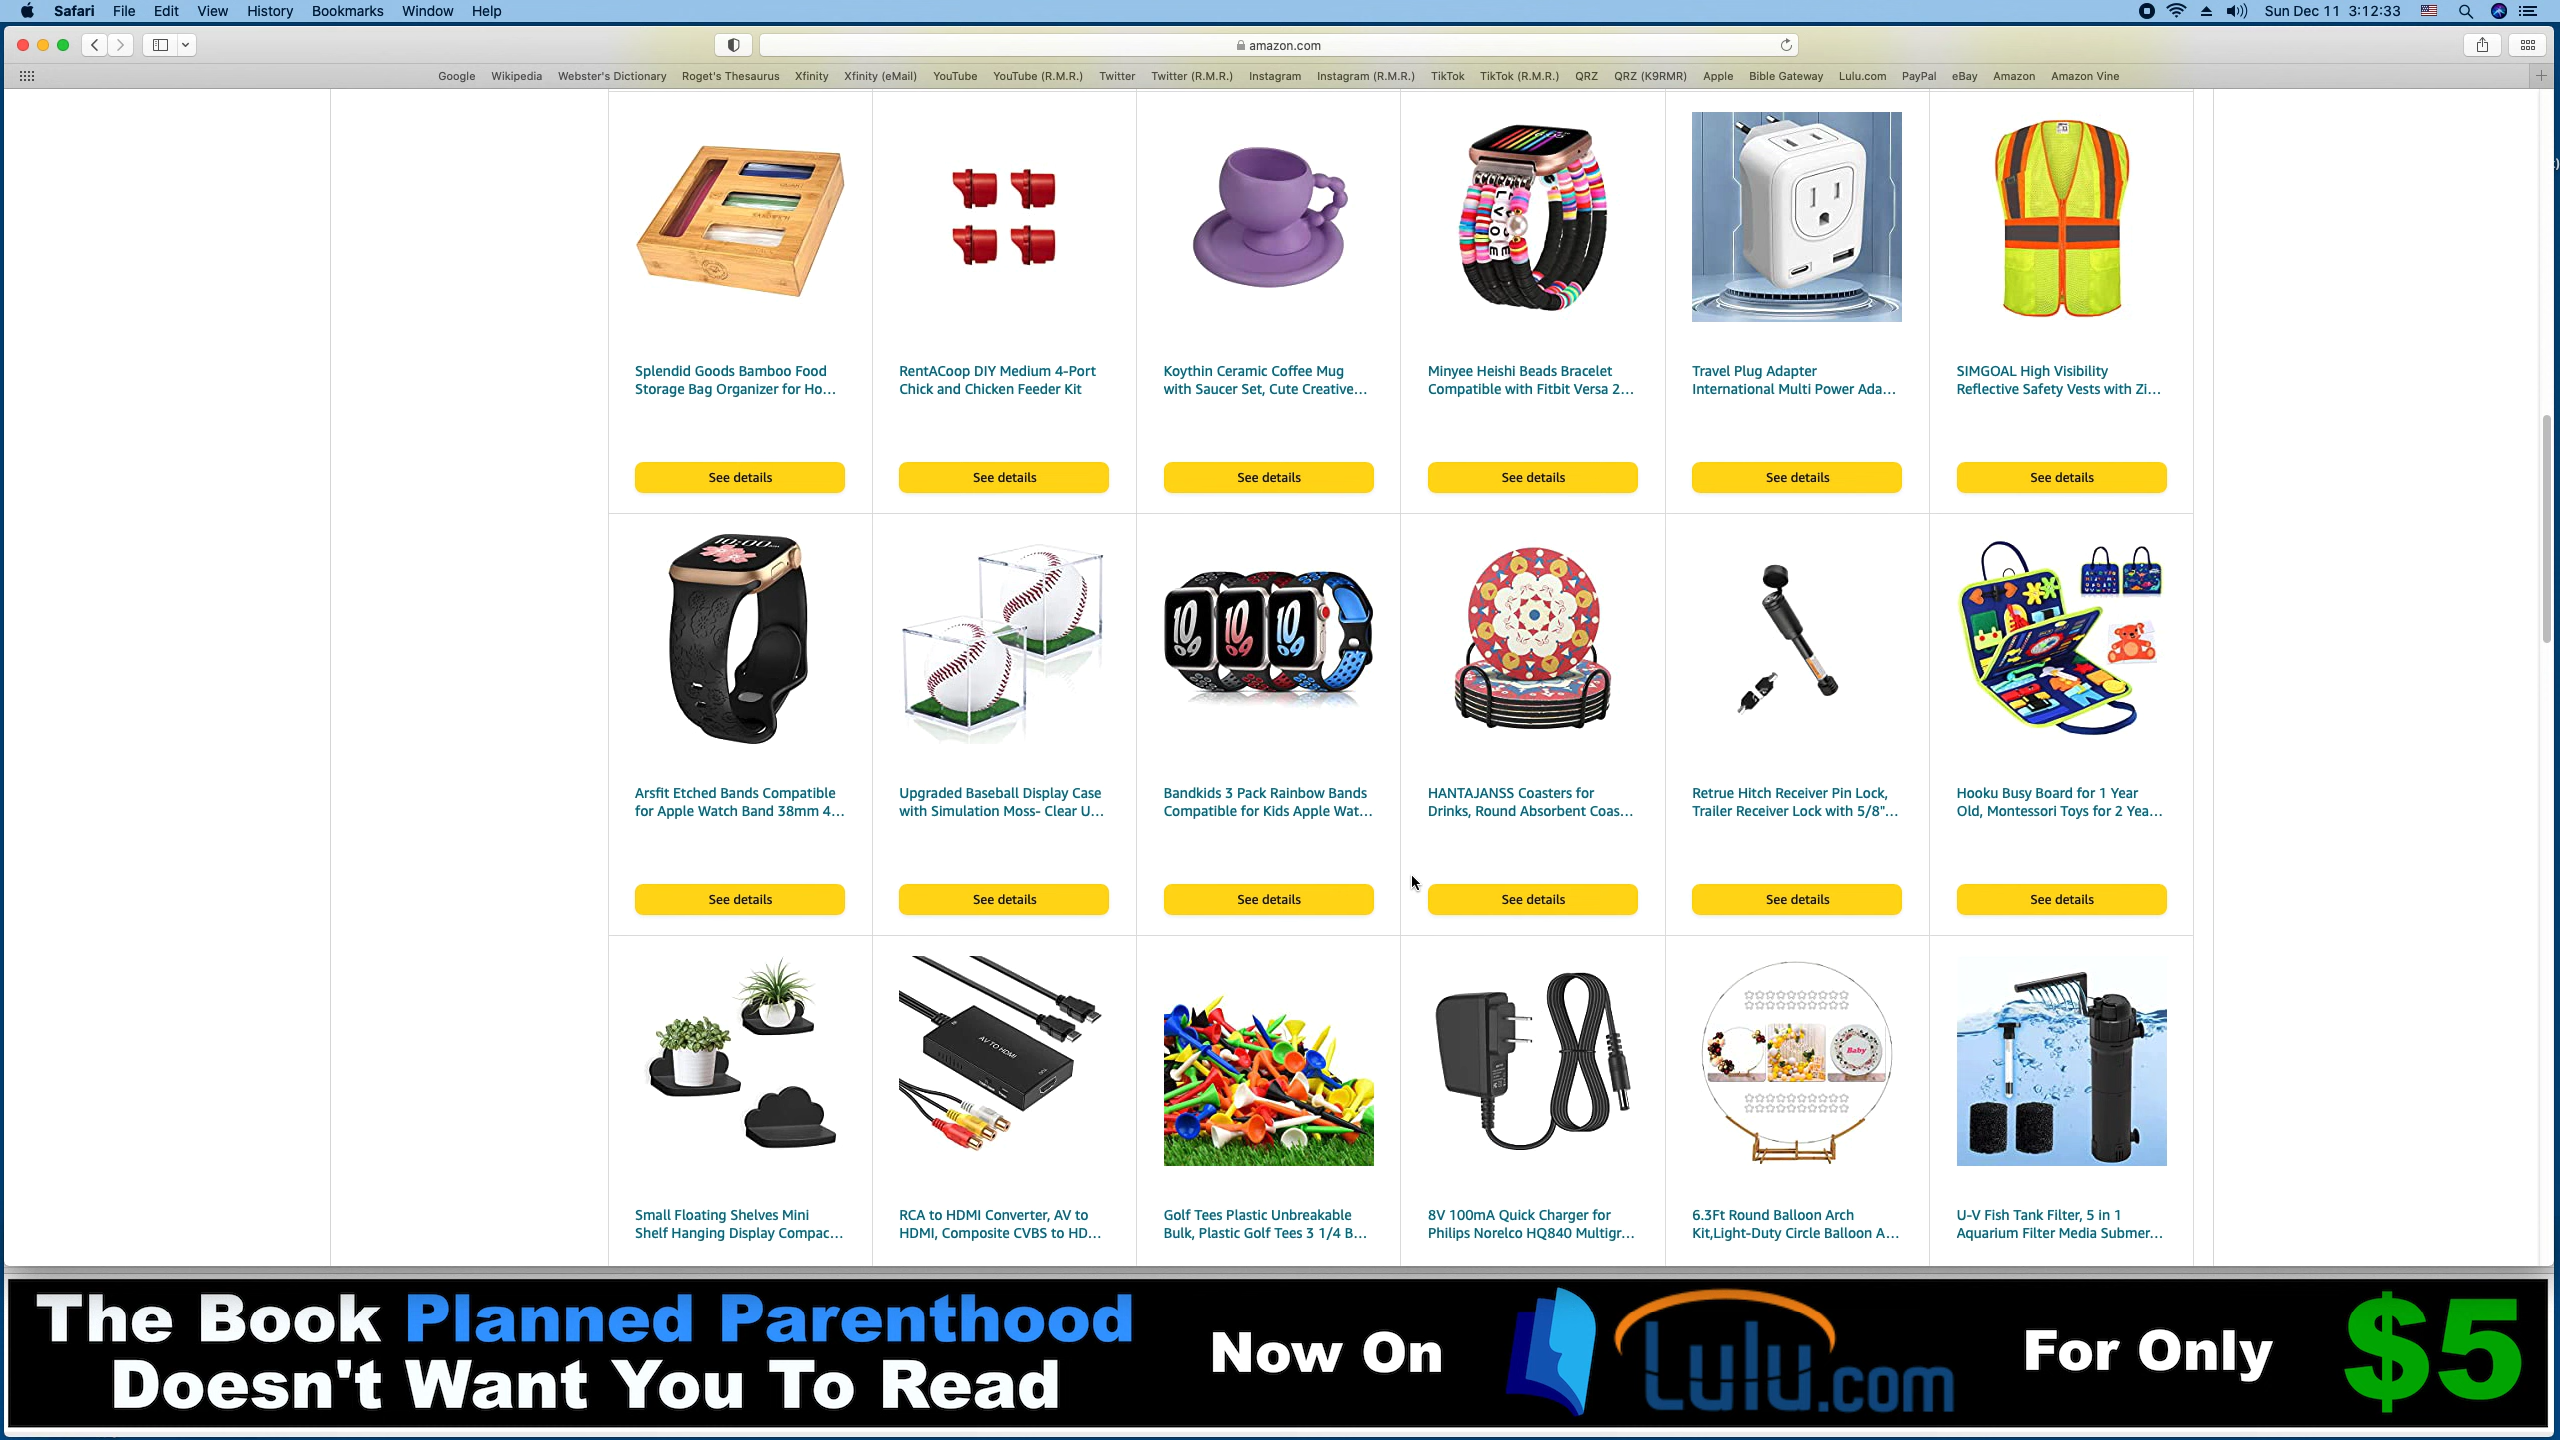 Safari File Edit View History Bookmarks Window Help
Sun Dec 11 3:12:33
amazon.com
Google Wikipedia Webster's Dictionary Roget's Thesaurus Xfinity Xfinity (eMail) YouTube YouTube (R.M.R.) Twitter Twitter (R.M.R.) Instagram Instagram (R.M.R.) TikTok TikTok (R.M.R.) QRZ QRZ (K9RMR) Apple Bible Gateway Lulu.com PayPal eBay Amazon Amazon Vine
Splendid Goods Bamboo Food
Storage Bag Organizer for Ho...
RentACoop DIY Medium 4-Port
Chick and Chicken Feeder Kit
Koythin Ceramic Coffee Mug
with Saucer Set, Cute Creative...
LVOE
Minyee Heishi Beads Bracelet
Compatible with Fitbit Versa 2...
Travel Plug Adapter
International Multi Power Ada...
SIMGOAL High Visibility
Reflective Safety Vests with Zi...
See details See details See details See details See details See details
10:00
Arsfit Etched Bands Compatible
for Apple Watch Band 38mm 4...
Upgraded Baseball Display Case
with Simulation Moss- Clear U...
10 09 10 09 10 09
Bandkids 3 Pack Rainbow Bands
Compatible for Kids Apple Wat...
HANTAJANSS Coasters for
Drinks, Round Absorbent Coas...
Retrue Hitch Receiver Pin Lock,
Trailer Receiver Lock with 5/8"...
Hooku Busy Board for 1 Year
Old, Montessori Toys for 2 Yea...
See details See details See details See details See details See details
Small Floating Shelves Mini
Shelf Hanging Display Compac...
AV TO HDMI
RCA to HDMI Converter, AV to
HDMI, Composite CVBS to HD...
Golf Tees Plastic Unbreakable
Bulk, Plastic Golf Tees 3 1/4 B...
8V 100mA Quick Charger for
Philips Norelco HQ840 Multigr...
Baby
6.3Ft Round Balloon Arch
Kit,Light-Duty Circle Balloon A...
U-V Fish Tank Filter, 5 in 1
Aquarium Filter Media Submer...
The Book Planned Parenthood
Doesn't Want You To Read
Now On
Lulu.com
For Only
$5